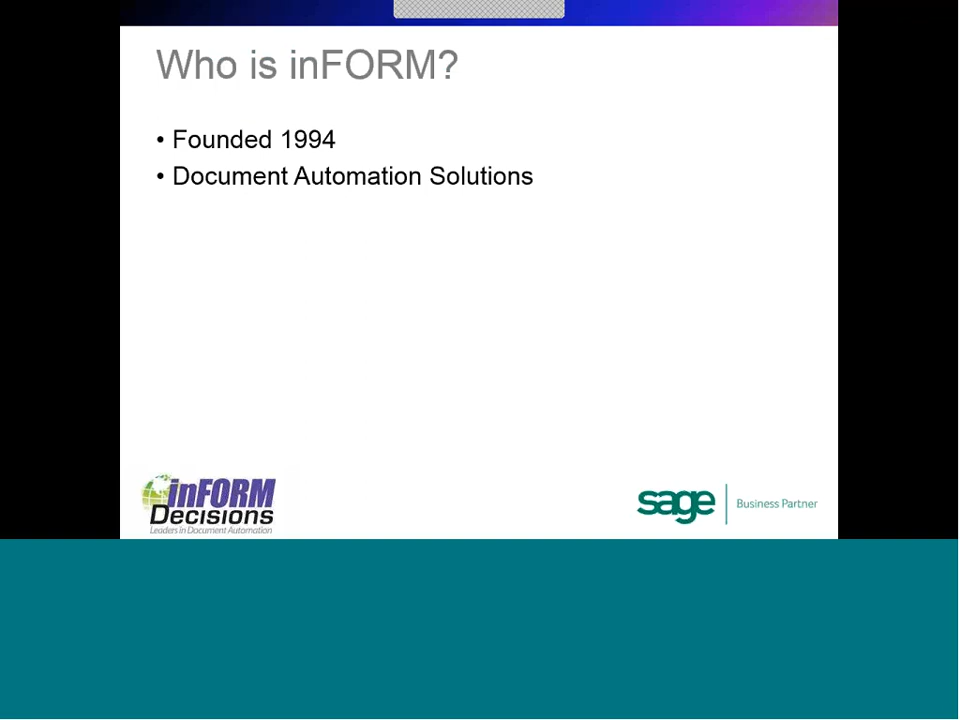 Who is inFORM?
• Founded 1994
• Document Automation Solutions
inFORM
Decisions
Leaders in Document Automation
sage Business Partner